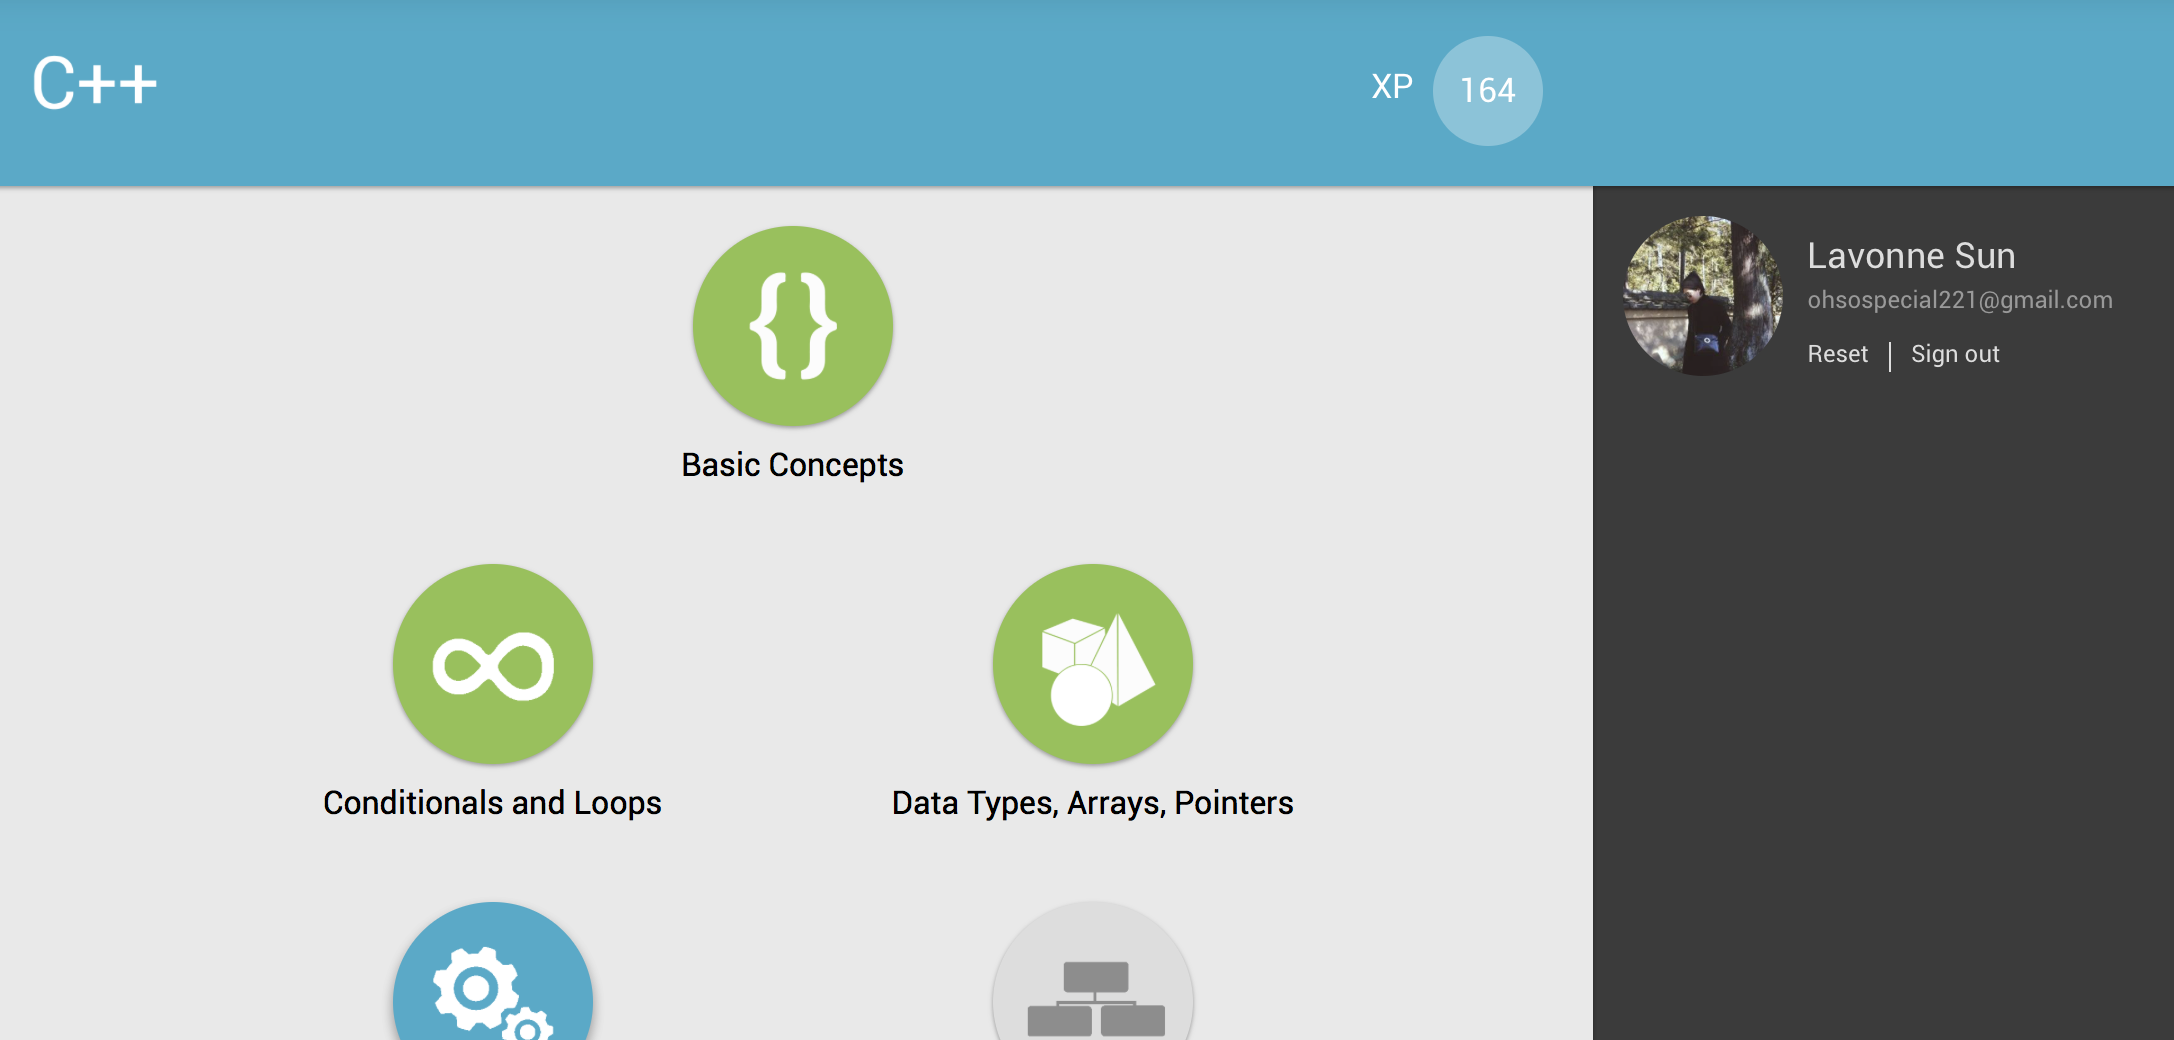 C++
XP 164
Lavonne Sun
ohsospecial221@gmail.com
Reset | Sign out
{}
Basic Concepts
Conditionals and Loops
Data Types, Arrays, Pointers